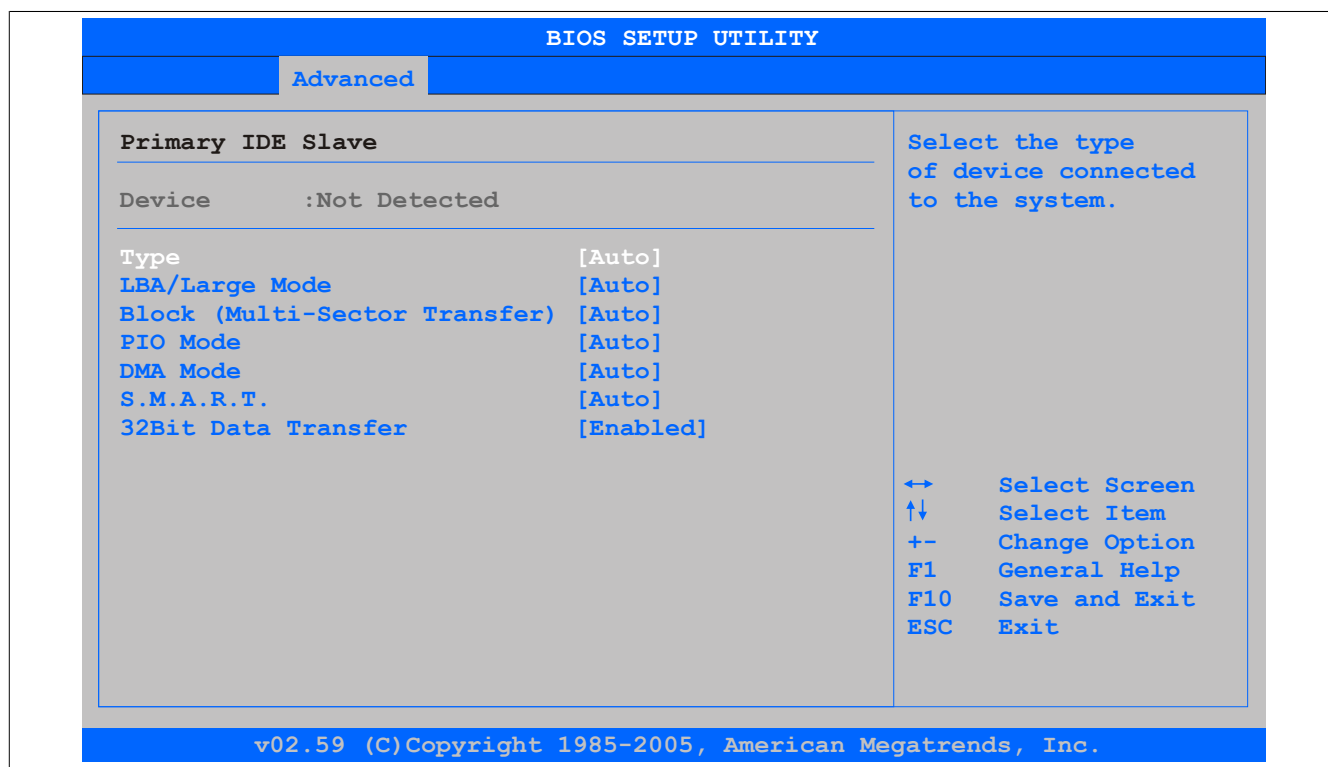 BIOS SETUP UTILITY
Advanced
Primary IDE Slave
Device :Not Detected
Type [Auto]
LBA/Large Mode [Auto]
Block (Multi-Sector Transfer) [Auto]
PIO Mode [Auto]
DMA Mode [Auto]
S.M.A.R.T. [Auto]
32Bit Data Transfer [Enabled]
Select the type
of device connected
to the system.
↔ Select Screen
↑↓ Select Item
+- Change Option
F1 General Help
F10 Save and Exit
ESC Exit
v02.59 (C)Copyright 1985-2005, American Megatrends, Inc.